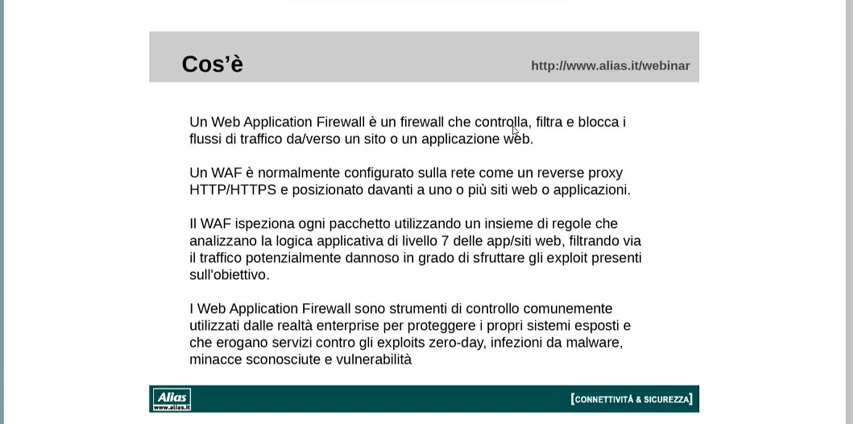 Cos’è
http://www.alias.it/webinar
Un Web Application Firewall è un firewall che controlla, filtra e blocca i
flussi di traffico da/verso un sito o un applicazione web.
Un WAF è normalmente configurato sulla rete come un reverse proxy
HTTP/HTTPS e posizionato davanti a uno o più siti web o applicazioni.
Il WAF ispeziona ogni pacchetto utilizzando un insieme di regole che
analizzano la logica applicativa di livello 7 delle app/siti web, filtrando via
il traffico potenzialmente dannoso in grado di sfruttare gli exploit presenti
sull'obiettivo.
I Web Application Firewall sono strumenti di controllo comunemente
utilizzati dalle realtà enterprise per proteggere i propri sistemi esposti e
che erogano servizi contro gli exploits zero-day, infezioni da malware,
minacce sconosciute e vulnerabilità
Alias
www.alias.it
[CONNETTIVITÀ & SICUREZZA]